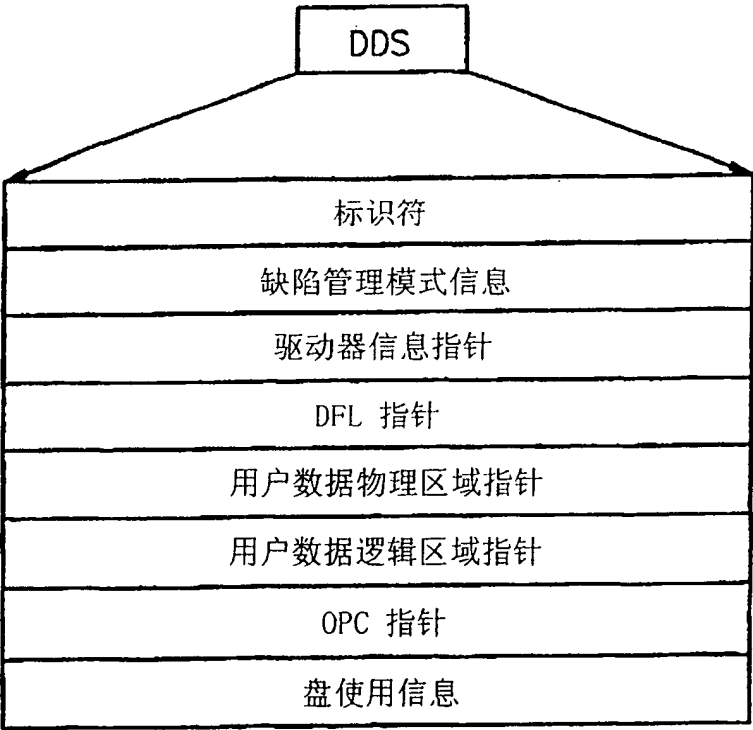 DDS
标识符
缺陷管理模式信息
驱动器信息指针
DFL 指针
用户数据物理区域指针
用户数据逻辑区域指针
OPC 指针
盘使用信息